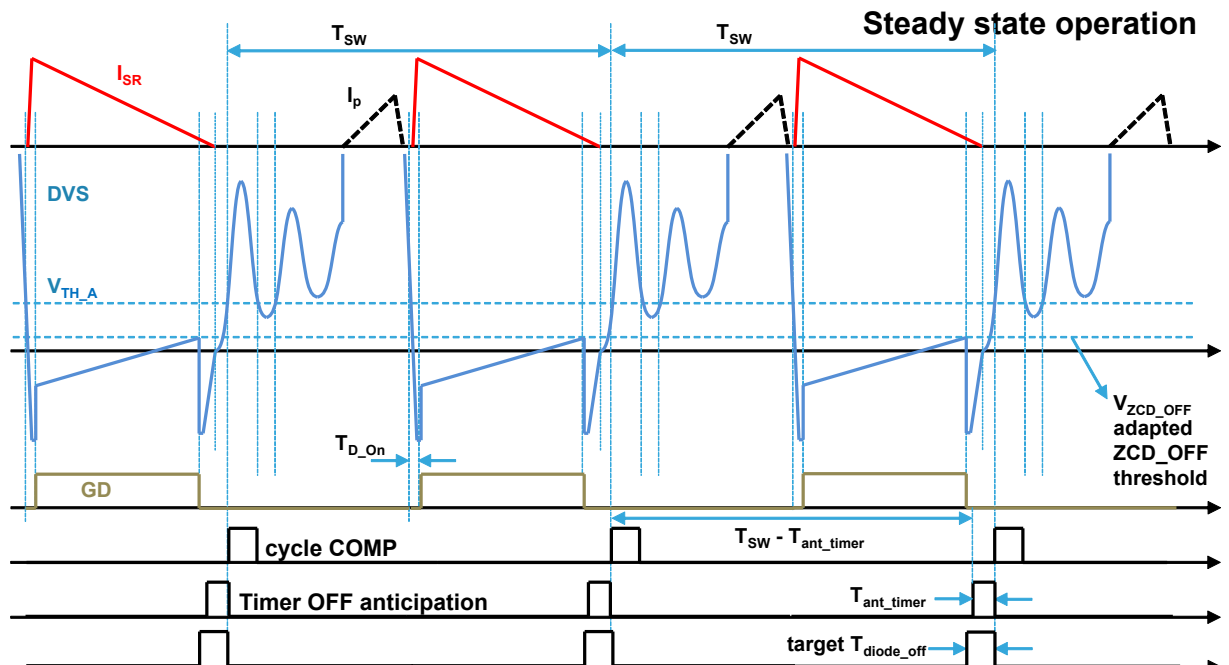 Steady state operation
T_SW
T_SW
I_SR
I_p
DVS
V_TH_A
V_ZCD_OFF
adapted
ZCD_OFF
threshold
T_D_On
GD
cycle COMP
T_SW - T_ant_timer
Timer OFF anticipation
T_ant_timer
target T_diode_off